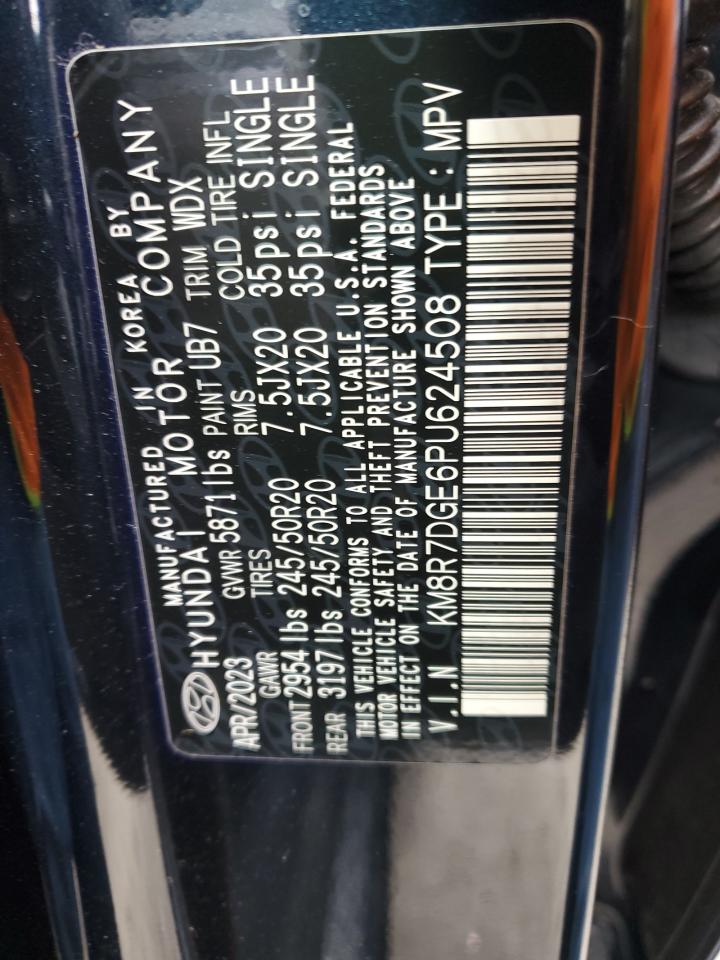 MANUFACTURED IN KOREA BY
HYUNDAI MOTOR COMPANY
APR/2023 GVWR 5871lbs PAINT UB7 TRIM WDX
GAWR TIRES RIMS COLD TIRE INFL
FRONT 2954lbs 245/50R20 7.5JX20 35psi SINGLE
REAR 3197lbs 245/50R20 7.5JX20 35psi SINGLE
THIS VEHICLE CONFORMS TO ALL APPLICABLE U.S.A. FEDERAL
MOTOR VEHICLE SAFETY AND THEFT PREVENTION STANDARDS
IN EFFECT ON THE DATE OF MANUFACTURE SHOWN ABOVE
V.I.N KM8R7DGE6PU624508 TYPE : MPV